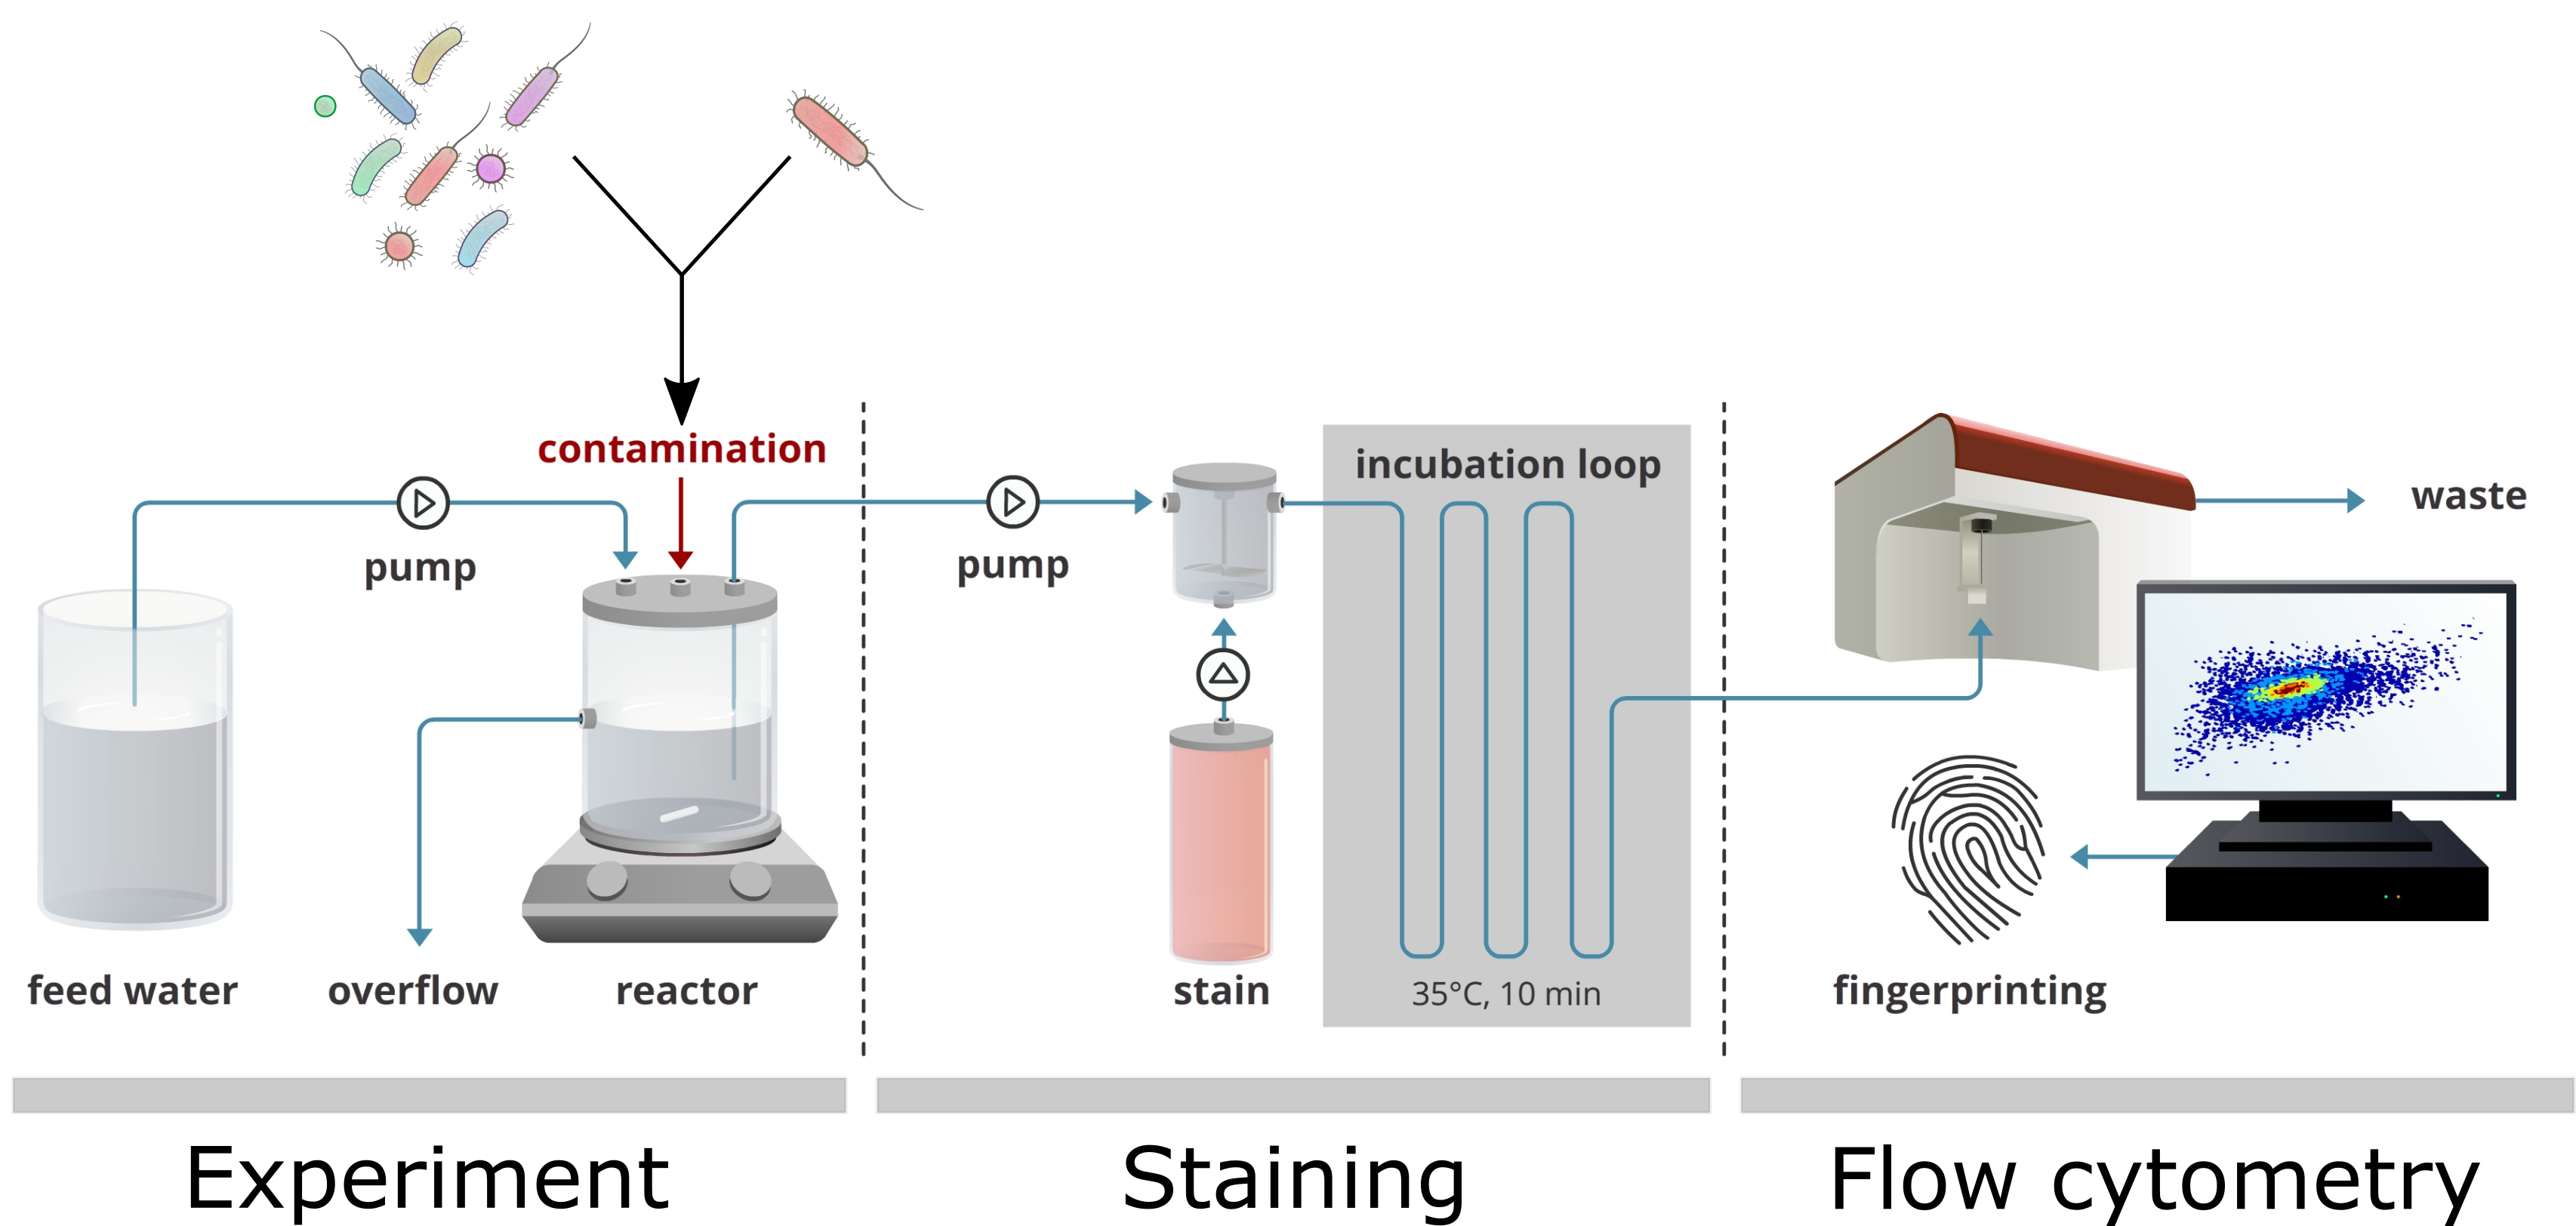 contamination
pump
feed water
overflow
reactor
pump
stain
incubation loop
35°C, 10 min
waste
fingerprinting
Experiment
Staining
Flow cytometry